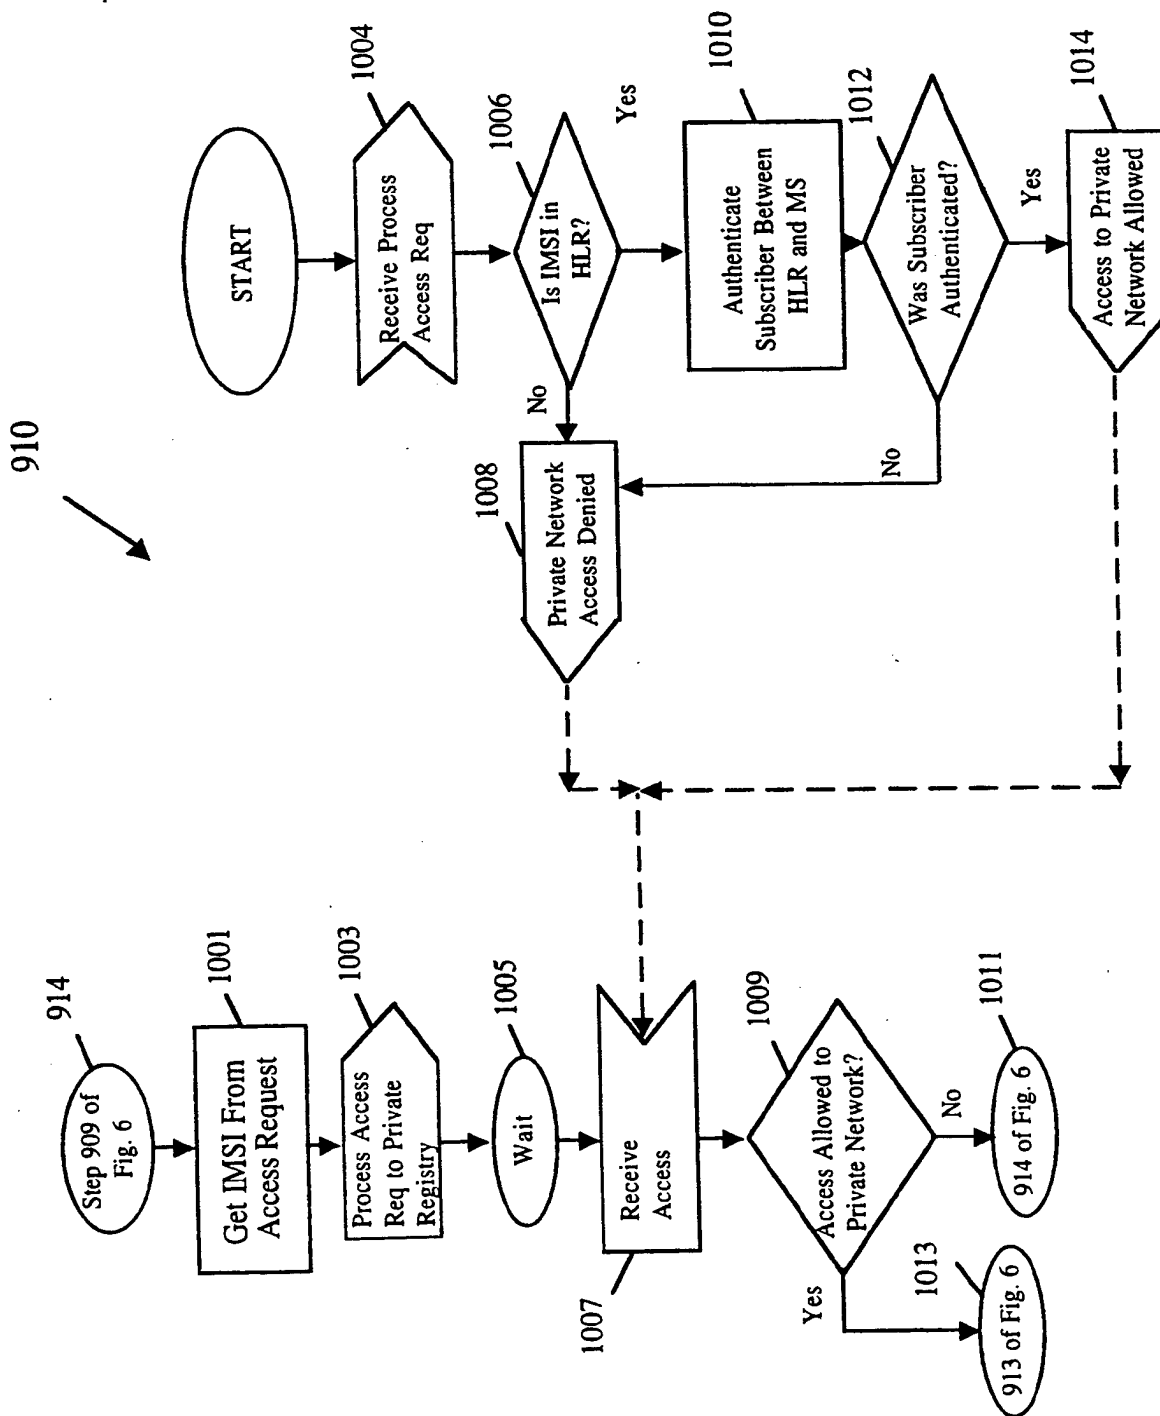 910
914
Step 909 of
Fig. 6
1001
Get IMSI From
Access Request
1003
Process Access
Req to Private
Registry
1005
Wait
Receive
Access
1007
1009
Access Allowed to
Private Network?
Yes
No
1013
913 of Fig. 6
1011
914 of Fig. 6
START
1004
Receive Process
Access Req
1006
Is IMSI in
HLR?
No
Yes
1008
Private Network
Access Denied
1010
Authenticate
Subscriber Between
HLR and MS
1012
Was Subscriber
Authenticated?
No
Yes
1014
Access to Private
Network Allowed